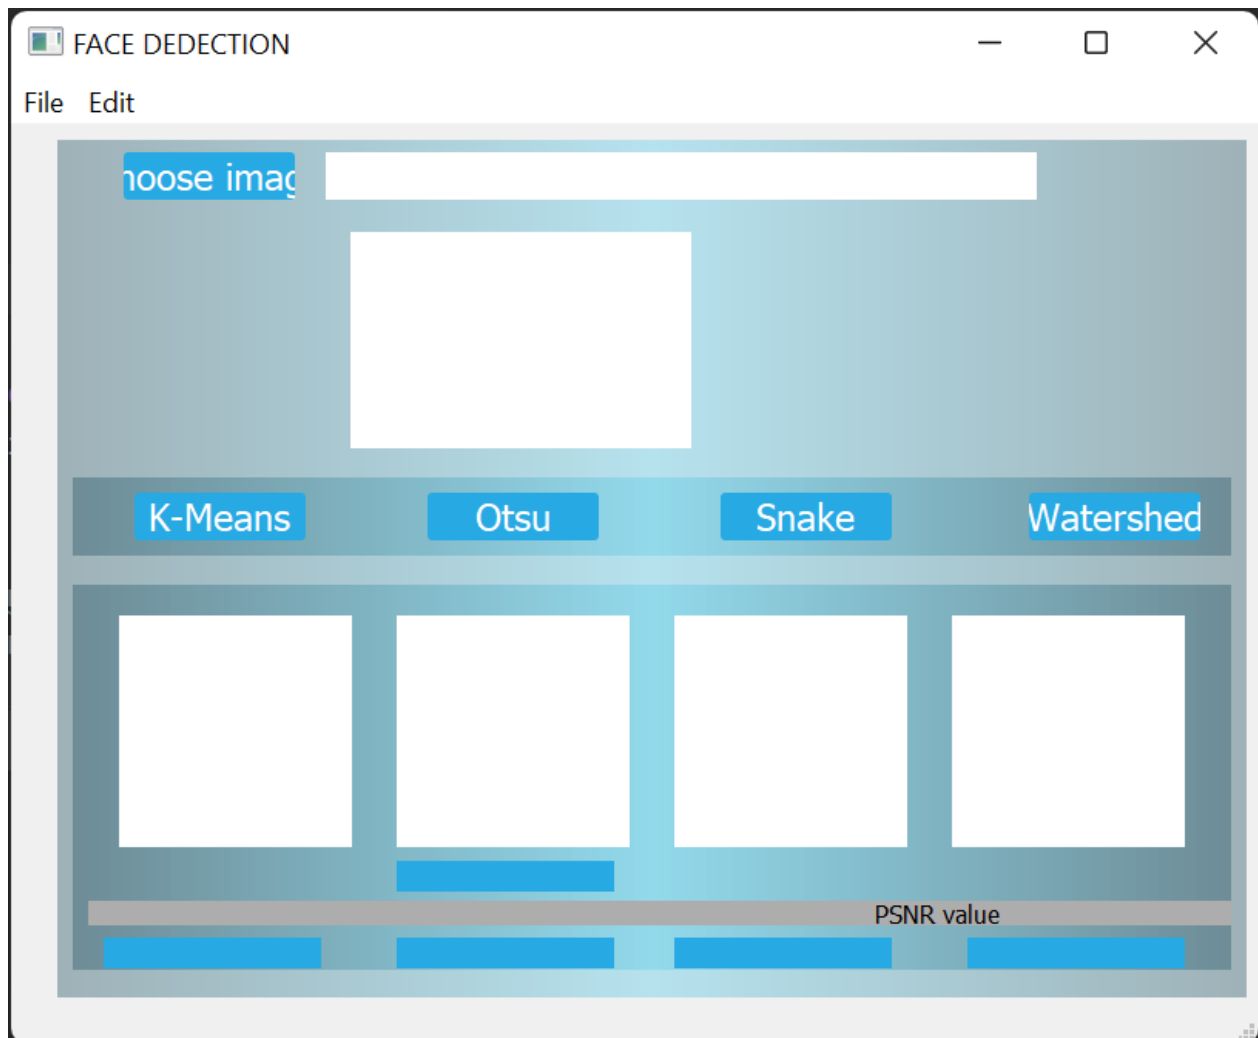 FACE DEDECTION
File Edit
hoose imag
K-Means Otsu Snake Watershed
PSNR value